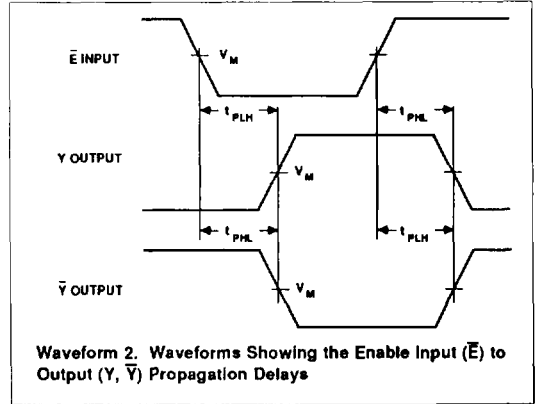 E̅ INPUT
V_M
t_PLH
t_PHL
Y OUTPUT
V_M
t_PHL
t_PLH
Y̅ OUTPUT
V_M
Waveform 2. Waveforms Showing the Enable Input (E̅) to
Output (Y, Y̅) Propagation Delays